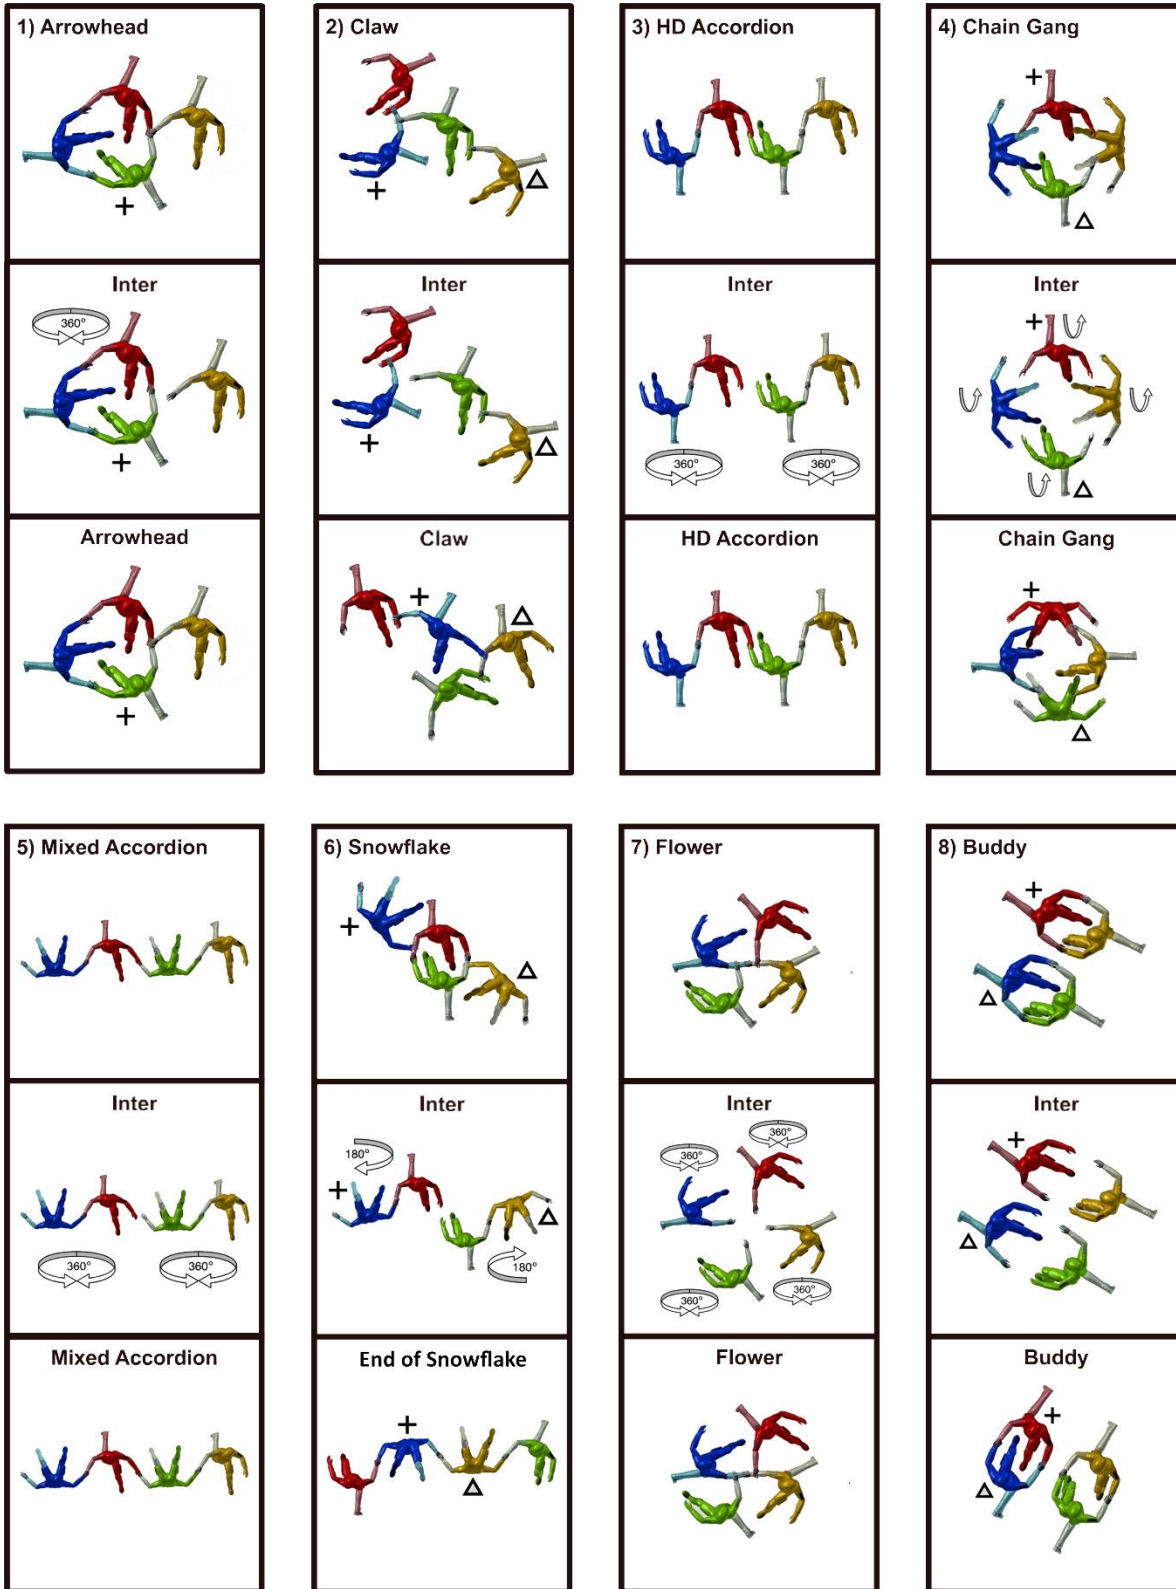 1) Arrowhead
Inter
360°
Arrowhead
2) Claw
Inter
Claw
3) HD Accordion
Inter
360°
360°
HD Accordion
4) Chain Gang
Inter
Chain Gang
5) Mixed Accordion
Inter
360°
360°
Mixed Accordion
6) Snowflake
Inter
180°
180°
End of Snowflake
7) Flower
Inter
360°
360°
360°
360°
Flower
8) Buddy
Inter
Buddy